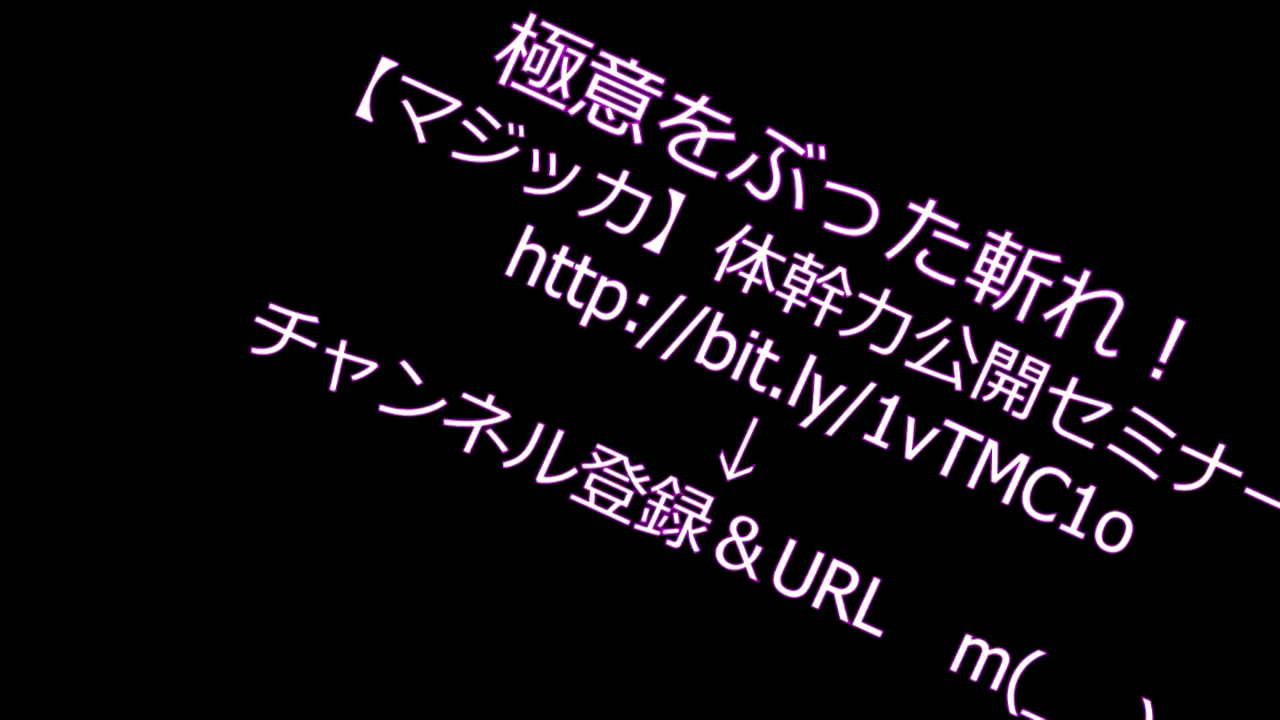 極意をぶった斬れ！
【マジッカ】体幹力公開セミナー
http://bit.ly/1vTMC1o
↓
チャンネル登録＆URL　m(_ _)